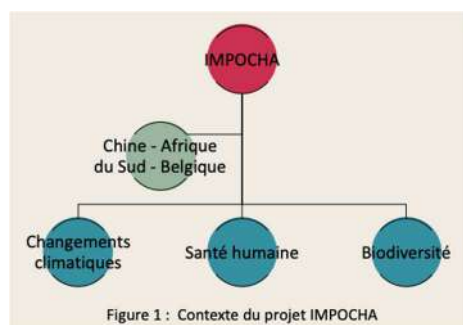 IMPOCHA
Chine - Afrique
du Sud - Belgique
Changements
climatiques
Santé humaine
Biodiversité
Figure 1 : Contexte du projet IMPOCHA